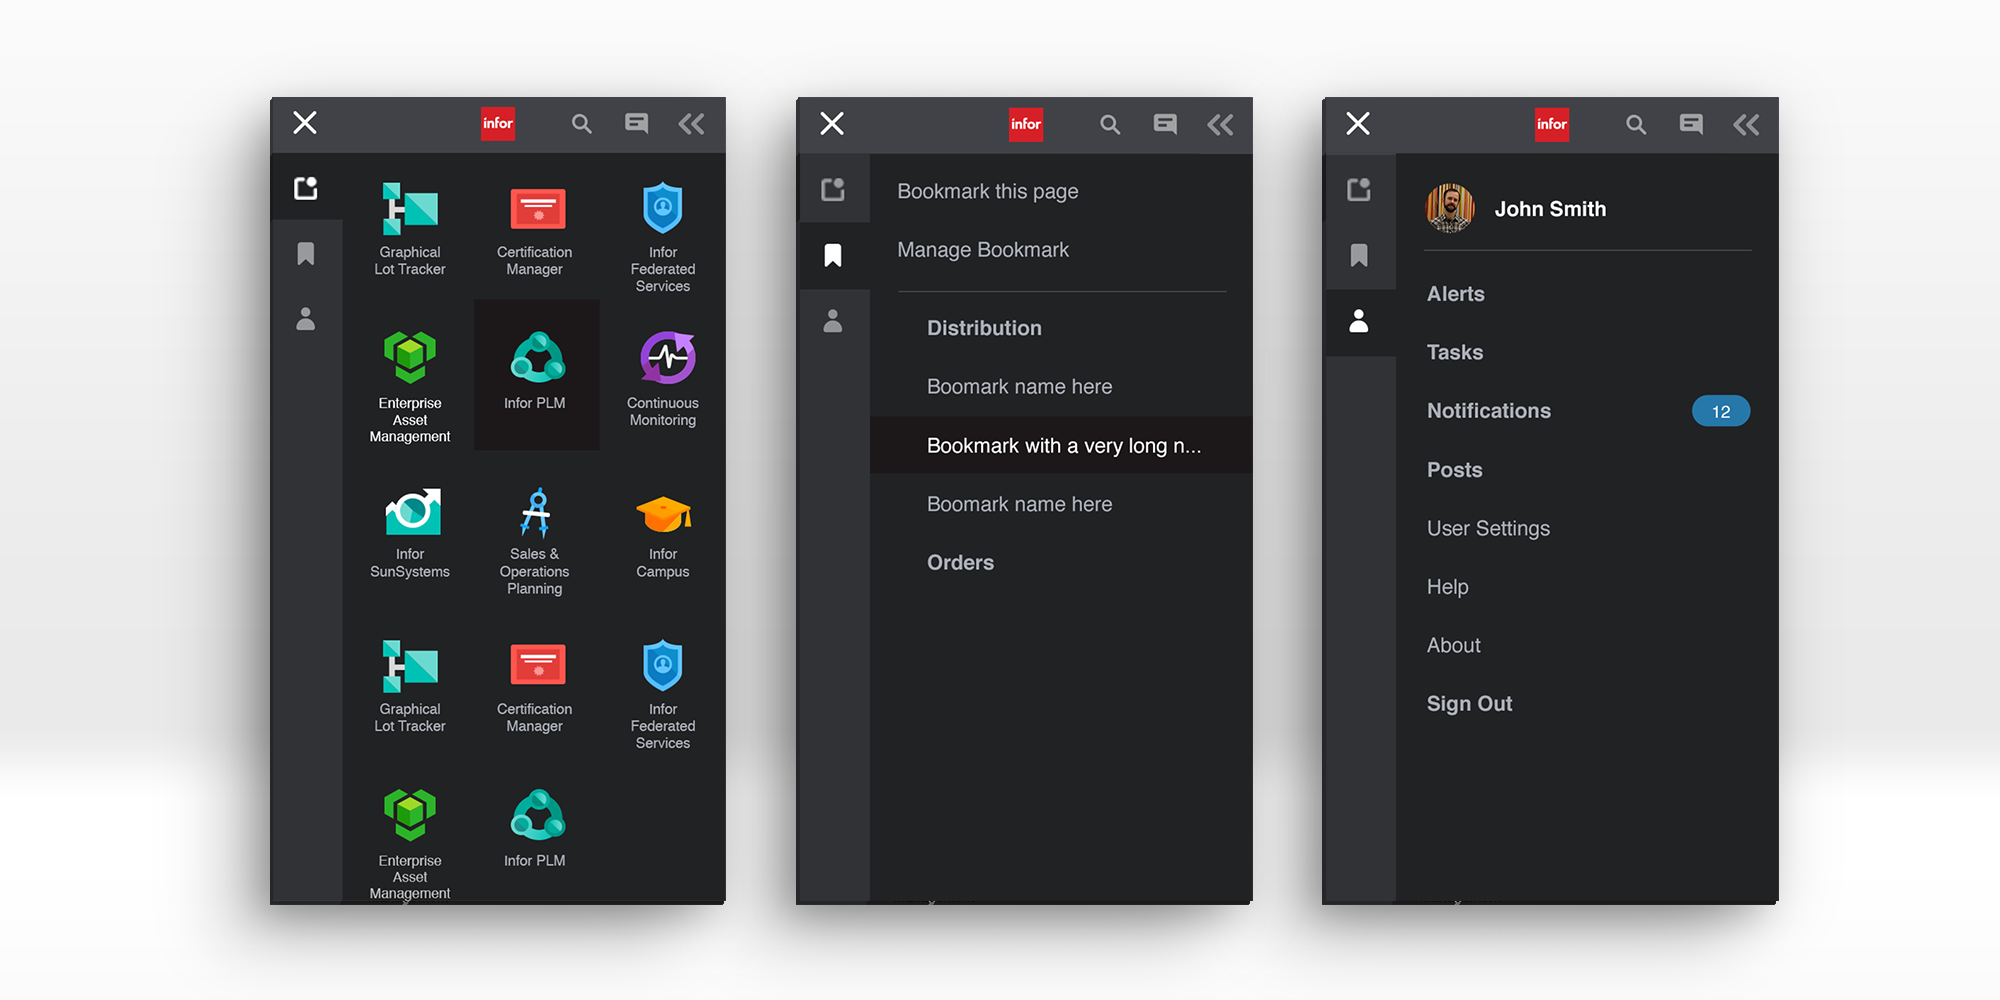 infor
Graphical
Lot Tracker
Certification
Manager
Infor
Federated
Services
Enterprise
Asset
Management
Infor PLM
Continuous
Monitoring
Infor
SunSystems
Sales &
Operations
Planning
Infor
Campus
Graphical
Lot Tracker
Certification
Manager
Infor
Federated
Services
Enterprise
Asset
Management
Infor PLM
infor
Bookmark this page
Manage Bookmark
Distribution
Boomark name here
Bookmark with a very long n...
Boomark name here
Orders
infor
John Smith
Alerts
Tasks
Notifications 12
Posts
User Settings
Help
About
Sign Out